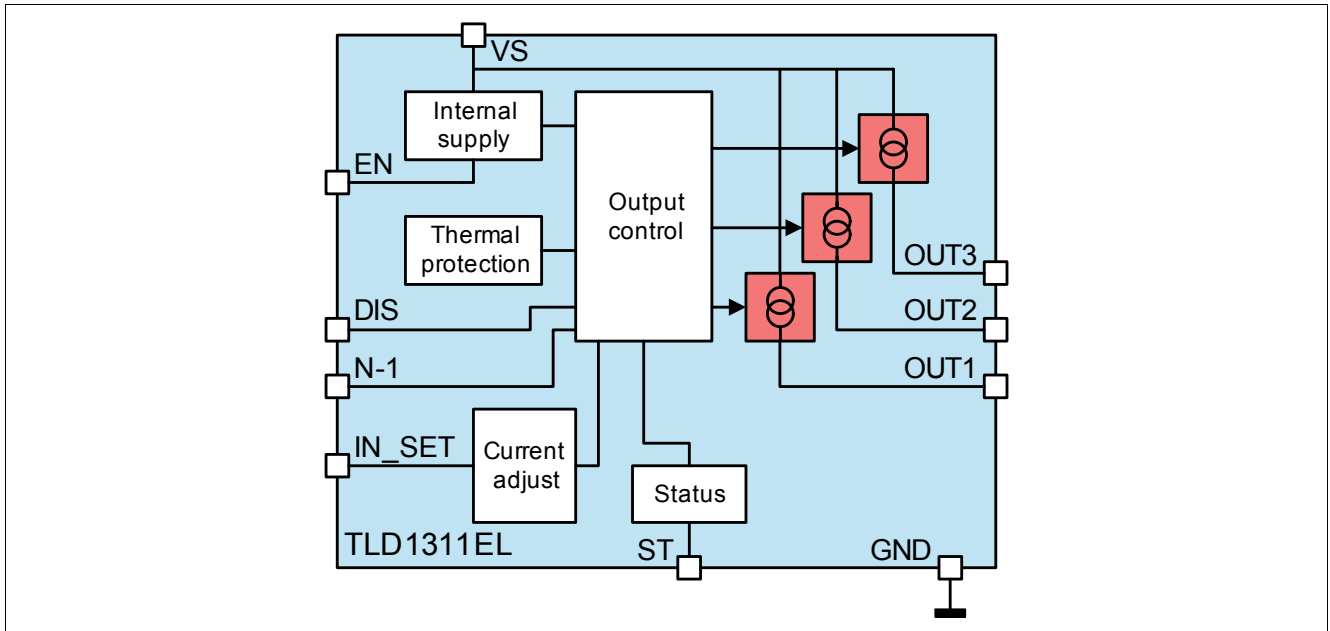 VS
Internal
supply
EN
Output
control
Thermal
protection
OUT3
DIS
OUT2
N-1
OUT1
IN_SET
Current
adjust
Status
TLD1311EL
ST
GND